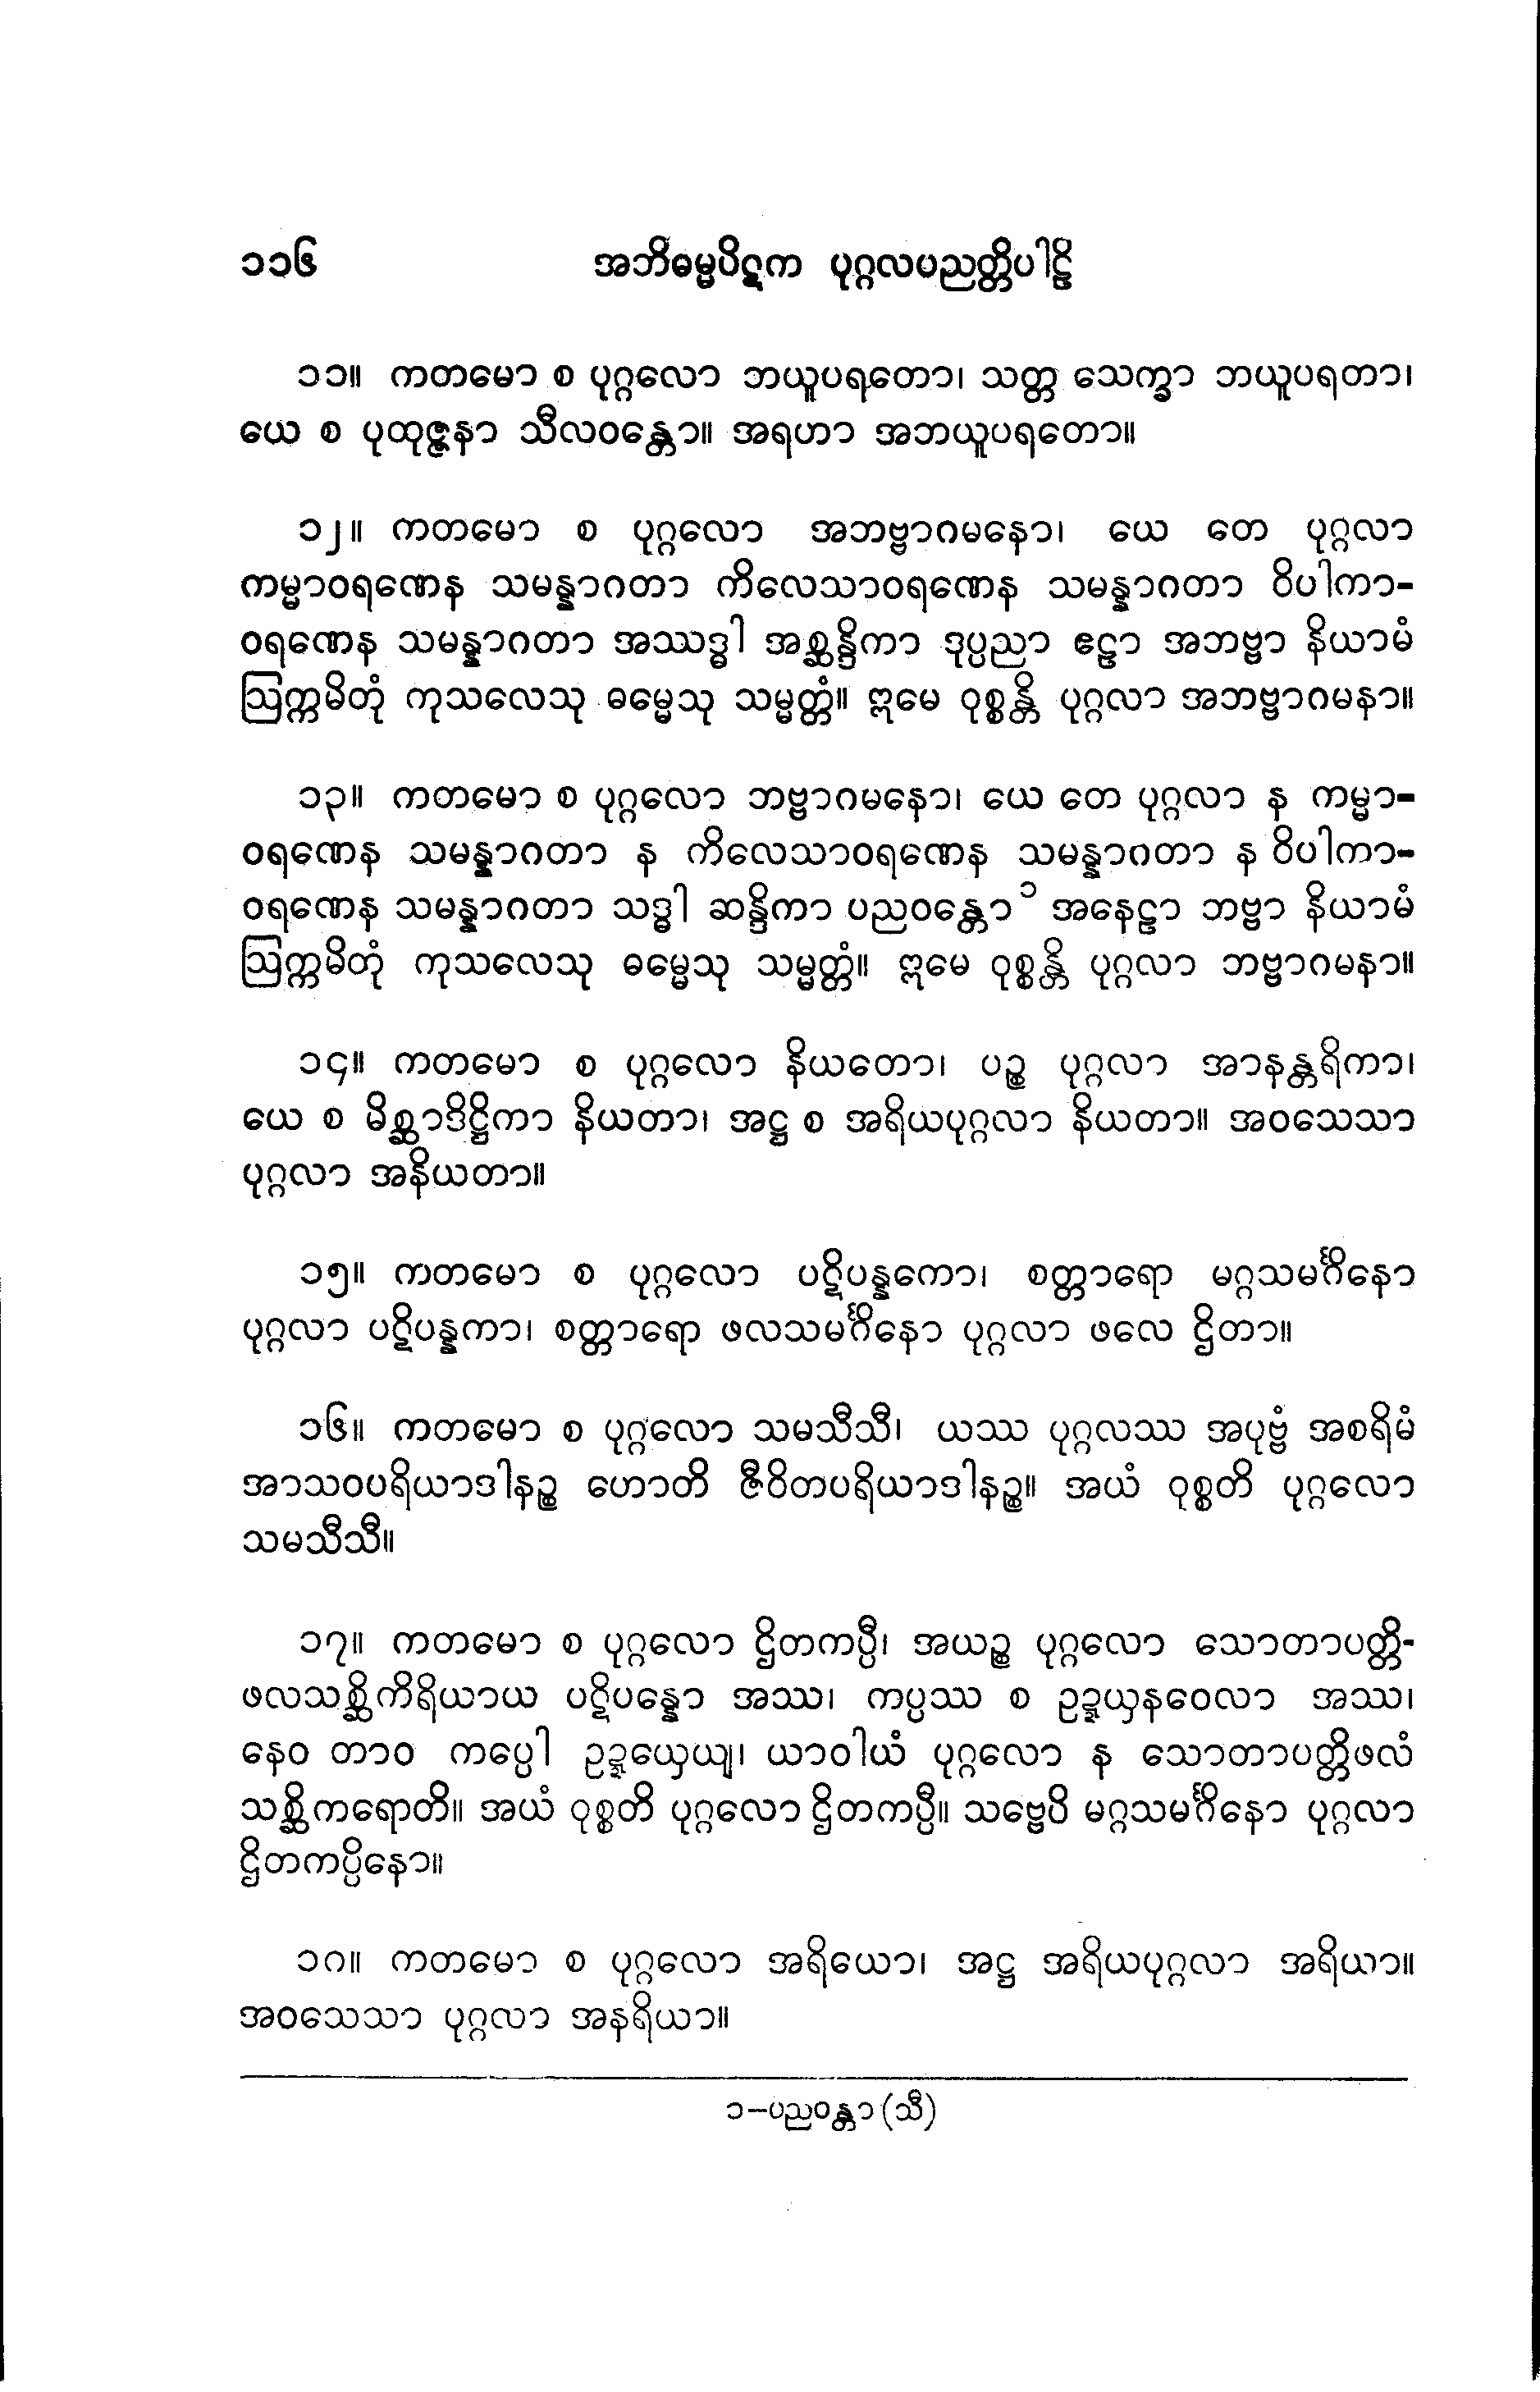 ၁၁၆ အဘိဓမ္မပိဋက ပုဂ္ဂလပညတ္တိပါဠိ
၁၁။ ကတမော စ ပုဂ္ဂလော ဘယူပရတော၊ သတ္တ သေက္ခာ ဘယူပရတာ၊
ယေ စ ပုထုဇ္ဇနာ သီလဝန္တော။ အရဟာ အဘယူပရတော။
၁၂။ ကတမော စ ပုဂ္ဂလော အဘဗ္ဗာဂမနော၊ ယေ တေ ပုဂ္ဂလာ
ကမ္မာဝရဏေန သမန္နာဂတာ ကိလေသာဝရဏေန သမန္နာဂတာ ဝိပါကာ-
ဝရဏေန သမန္နာဂတာ အဿဒ္ဓါ အစ္ဆန္ဒိကာ ဒုပ္ပညာ ဧဠာ အဘဗ္ဗာ နိယာမံ
ဩက္ကမိတုံ ကုသလေသု ဓမ္မေသု သမ္မတ္တံ။ ဣမေ ဝုစ္စန္တိ ပုဂ္ဂလာ အဘဗ္ဗာဂမနာ။
၁၃။ ကတမော စ ပုဂ္ဂလော ဘဗ္ဗာဂမနော၊ ယေ တေ ပုဂ္ဂလာ န ကမ္မာ-
ဝရဏေန သမန္နာဂတာ န ကိလေသာဝရဏေန သမန္နာဂတာ န ဝိပါကာ-
ဝရဏေန သမန္နာဂတာ သဒ္ဓါ ဆန္ဒိကာ ပညဝန္တော၁ အနေဠာ ဘဗ္ဗာ နိယာမံ
ဩက္ကမိတုံ ကုသလေသု ဓမ္မေသု သမ္မတ္တံ။ ဣမေ ဝုစ္စန္တိ ပုဂ္ဂလာ ဘဗ္ဗာဂမနာ။
၁၄။ ကတမော စ ပုဂ္ဂလော နိယတော၊ ပဉ္စ ပုဂ္ဂလာ အာနန္တရိကာ၊
ယေ စ မိစ္ဆာဒိဋ္ဌိကာ နိယတာ၊ အဋ္ဌ စ အရိယပုဂ္ဂလာ နိယတာ။ အဝသေသာ
ပုဂ္ဂလာ အနိယတာ။
၁၅။ ကတမော စ ပုဂ္ဂလော ပဋိပန္နကော၊ စတ္တာရော မဂ္ဂသမင်္ဂိနော
ပုဂ္ဂလာ ပဋိပန္နကာ၊ စတ္တာရော ဖလသမင်္ဂိနော ပုဂ္ဂလာ ဖလေ ဌိတာ။
၁၆။ ကတမော စ ပုဂ္ဂလော သမသီသီ၊ ယဿ ပုဂ္ဂလဿ အပုဗ္ဗံ အစရိမံ
အာသဝပရိယာဒါနဉ္စ ဟောတိ ဇီဝိတပရိယာဒါနဉ္စ။ အယံ ဝုစ္စတိ ပုဂ္ဂလော
သမသီသီ။
၁၇။ ကတမော စ ပုဂ္ဂလော ဌိတကပ္ပီ၊ အယဉ္စ ပုဂ္ဂလော သောတာပတ္တိ-
ဖလသစ္ဆိကိရိယာယ ပဋိပန္နော အဿ၊ ကပ္ပဿ စ ဥဍ္ဍယှနဝေလာ အဿ၊
နေဝ တာဝ ကပ္ပေါ ဥဍ္ဍယှေယျ၊ ယာဝါယံ ပုဂ္ဂလော န သောတာပတ္တိဖလံ
သစ္ဆိကရောတိ။ အယံ ဝုစ္စတိ ပုဂ္ဂလော ဌိတကပ္ပီ။ သဗ္ဗေပိ မဂ္ဂသမင်္ဂိနော ပုဂ္ဂလာ
ဌိတကပ္ပိနော။
၁၈။ ကတမော စ ပုဂ္ဂလော အရိယော၊ အဋ္ဌ အရိယပုဂ္ဂလာ အရိယာ။
အဝသေသာ ပုဂ္ဂလာ အနရိယာ။
၁-ပညဝန္တာ (သီ)